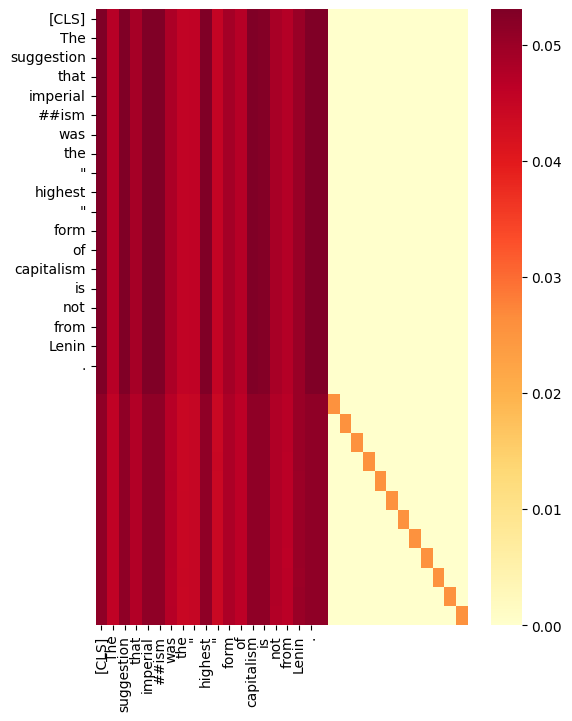 [CLS]
The
suggestion
that
imperial
##ism
was
the
"
highest
"
form
of
capitalism
is
not
from
Lenin
.
[CLS]
The
suggestion
that
imperial
##ism
was
the
"
highest
"
form
of
capitalism
is
not
from
Lenin
.
0.05
0.04
0.03
0.02
0.01
0.00